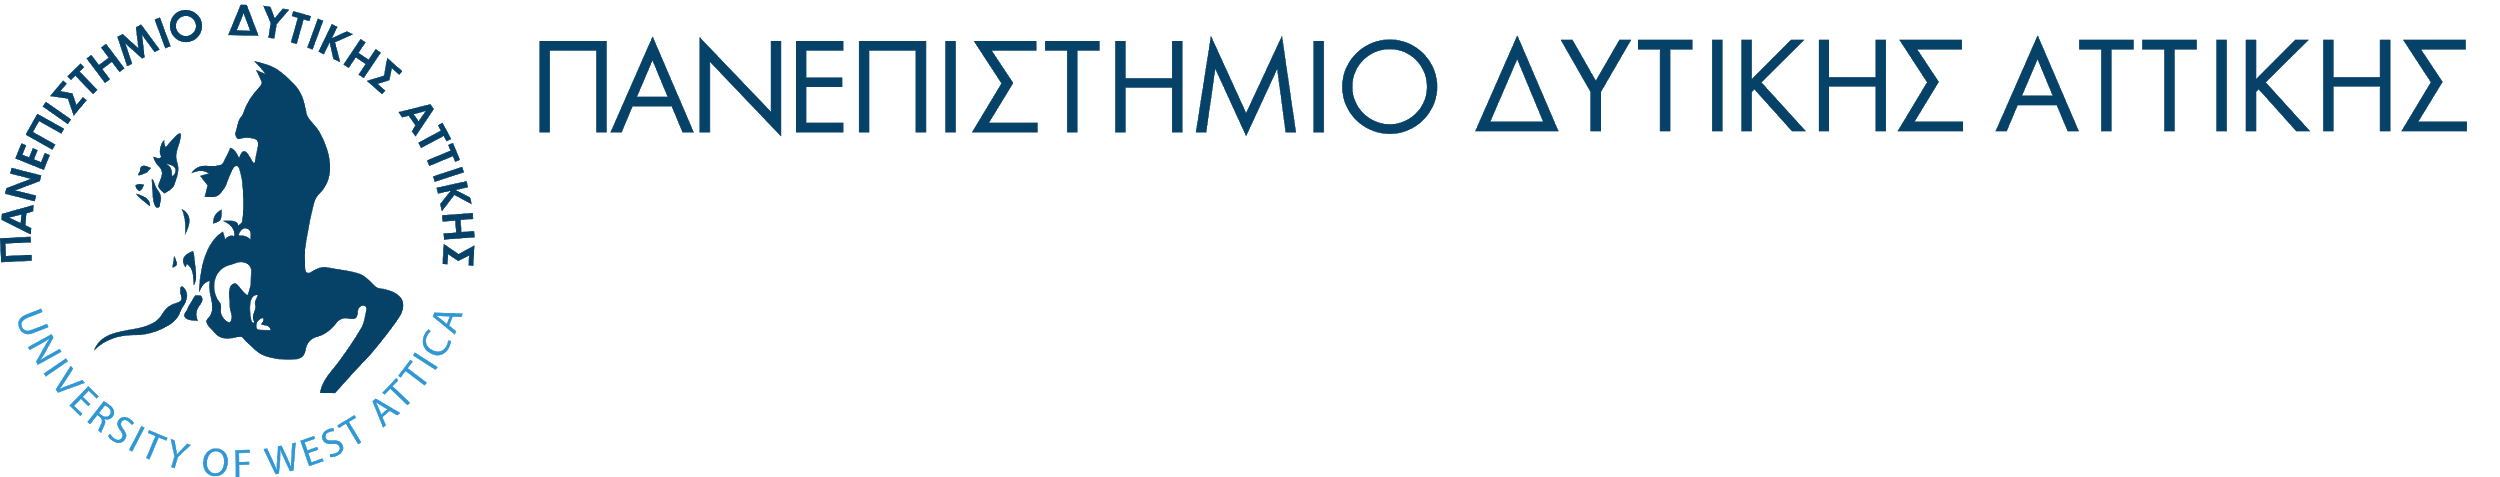 ΠΑΝΕΠΙΣΤΗΜΙΟ ΔΥΤΙΚΗΣ ΑΤΤΙΚΗΣ
UNIVERSITY OF WEST ATTICA
ΠΑΝΕΠΙΣΤΗΜΙΟ ΔΥΤΙΚΗΣ ΑΤΤΙΚΗΣ